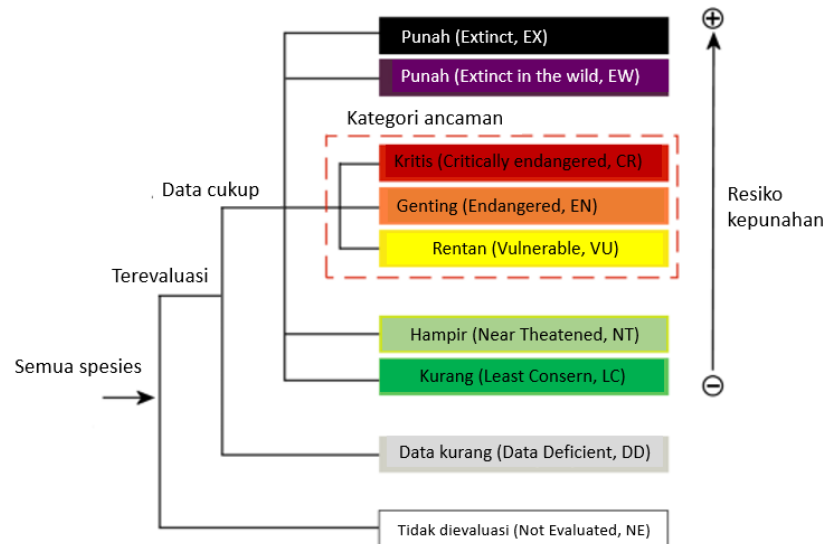 Punah (Extinct, EX)
Punah (Extinct in the wild, EW)
Kategori ancaman
Kritis (Critically endangered, CR)
Data cukup
Genting (Endangered, EN)
Resiko
kepunahan
Rentan (Vulnerable, VU)
Terevaluasi
Hampir (Near Theatened, NT)
Semua spesies
Kurang (Least Consern, LC)
Data kurang (Data Deficient, DD)
Tidak dievaluasi (Not Evaluated, NE)